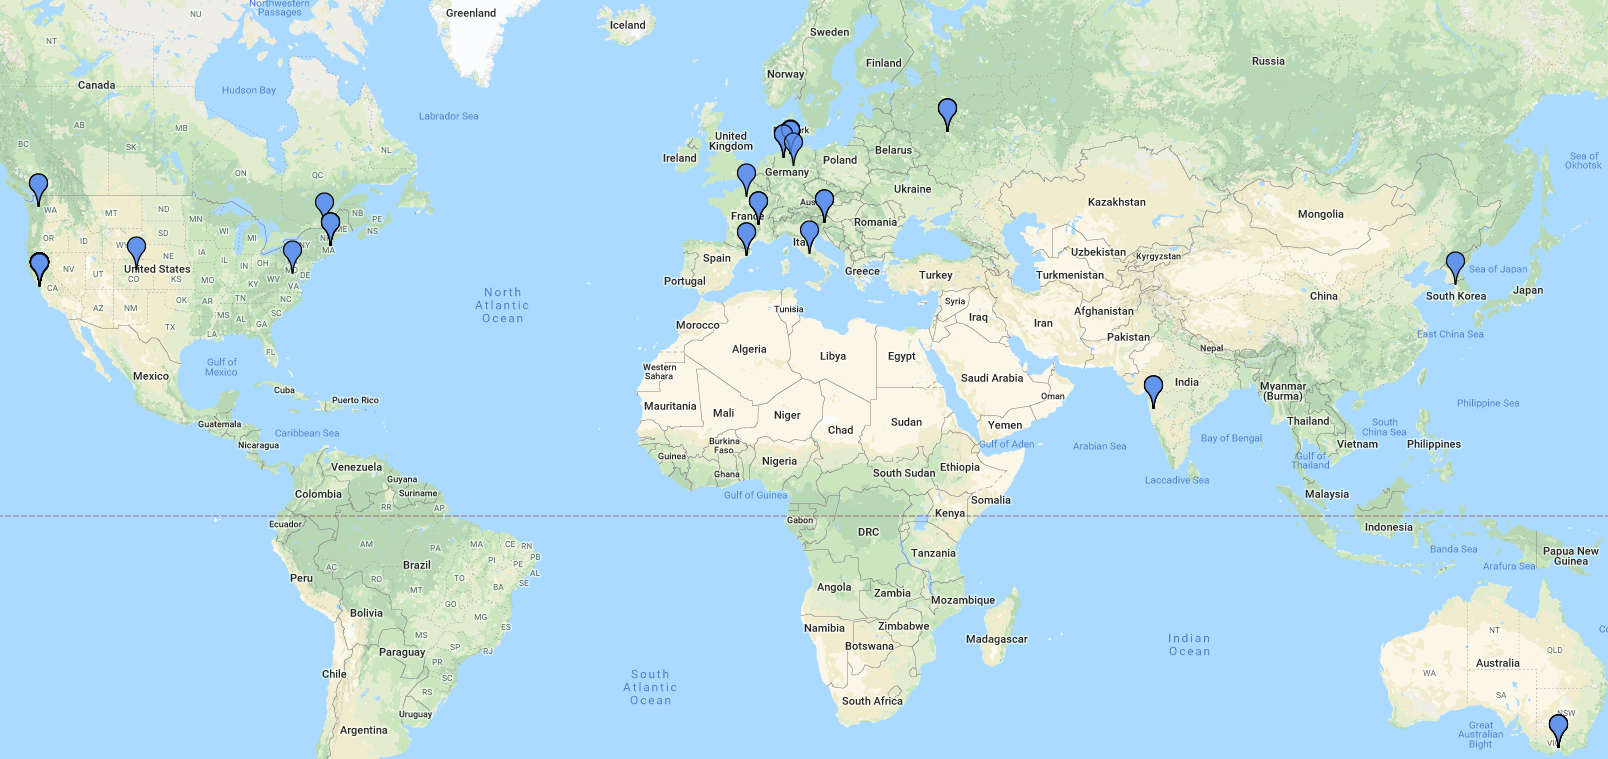 Northwestern
Passages
Greenland
Iceland
Sweden
NU
NT
Finland
Russia
Norway
Canada
Hudson Bay
Labrador Sea
AB
MB
BC
SK
NL
United
Kingdom
Ireland
Belarus
Poland
Sea of
Okhotsk
ON
QC
Germany
Ukraine
Kazakhstan
WA
MT
ND
NB
PE
NS
France
Romania
Mongolia
OR
ID
SD
Spain
Greece
Turkey
Uzbekistan
Kyrgyzstan
Turkmenistan
NE
IA
United States
NV
UT
CO
KS
MO
IL
IN
OH
DE
VA
MA
Portugal
China
South Korea
Sea of Japan
Japan
CA
AZ
NM
OK
AR
TN
KY
NC
MS
AL
SC
GA
TX
LA
FL
North
Atlantic
Ocean
Tunisia
Syria
Iraq
Iran
Afghanistan
Morocco
Pakistan
East China Sea
Algeria
Libya
Egypt
Nepal
Gulf of
Mexico
Western
Sahara
Mexico
Saudi Arabia
India
Myanmar
(Burma)
Cuba
Puerto Rico
Oman
Mauritania
Mali
Niger
Chad
Sudan
Yemen
Thailand
Philippine Sea
Guatemala
Caribbean Sea
Nicaragua
Burkina
Faso
Gulf of Aden
Arabian Sea
Bay of Bengal
South
China Sea
Vietnam
Philippines
Guinea
Nigeria
Ghana
South Sudan
Ethiopia
Gulf of
Thailand
Laccadive Sea
Venezuela
Guyana
Suriname
Colombia
Gulf of Guinea
Somalia
Malaysia
RR
AP
Ecuador
Gabon
DRC
Kenya
Indonesia
AM
PA
MA
CE
RN
PB
PE
AL
SE
PI
Tanzania
Banda Sea
Arafura Sea
Papua New
Guinea
AC
RO
Brazil
TO
BA
Peru
MT
GO
Angola
Zambia
Mozambique
Bolivia
MG
ES
Namibia
Zimbabwe
Botswana
Madagascar
Indian
Ocean
MS
SP
RJ
Paraguay
PR
SC
NT
QLD
Australia
WA
SA
Chile
South
Atlantic
Ocean
RS
South Africa
Uruguay
NSW
Argentina
Great
Australian
Bight